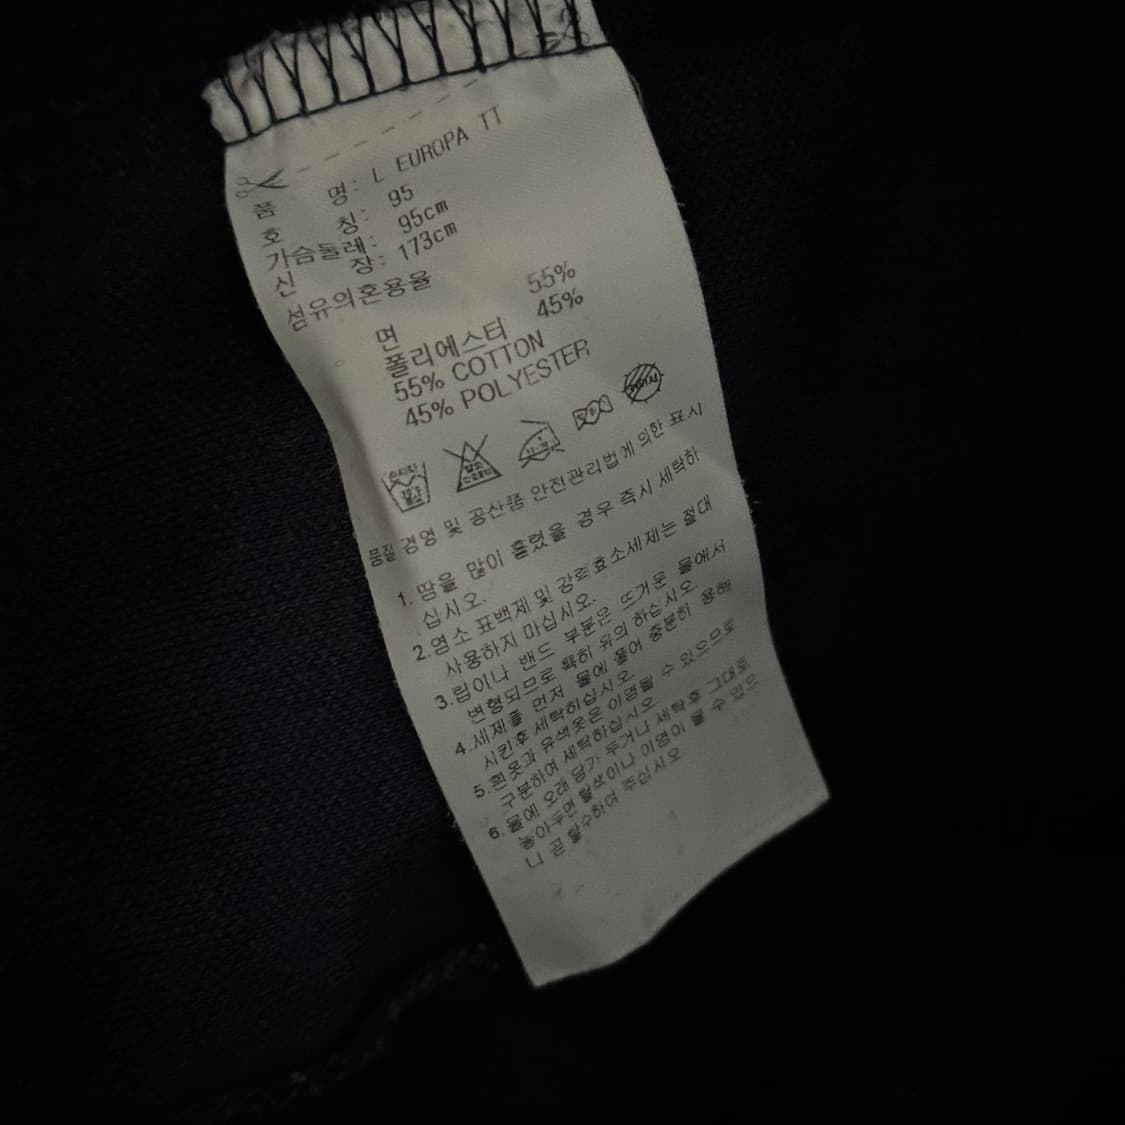 품 명: L EUROPA TT
호 칭: 95
가슴둘레: 95cm
신 장: 173cm
섬유의혼용율
면 55%
폴리에스터 45%
55% COTTON
45% POLYESTER
품질 경영 및 공산품 안전관리법게 의한 표시
1. 땀을 많이 흘렸을 경우 즉시 세탁하
십시오.
2.염소 표백제 및 강력효소세제는 절대
사용하지 마십시오.
3.립이나 밴드 부분은 뜨거운 물에서
변형되므로 특히 유의 하십시오.
4.세제를 먼저 물에 풀어 충분히 용해
시킨후 세탁하십시오.
5.흰옷과 유색옷은 이염될 수 있으므로
구분하여 세탁하십시오.
6.물에 오래 담가 두거나 세탁후 그대로
놓아두면 탈색이나 이염이 될 수 있으
니 곧 탈수하여 주십시오.